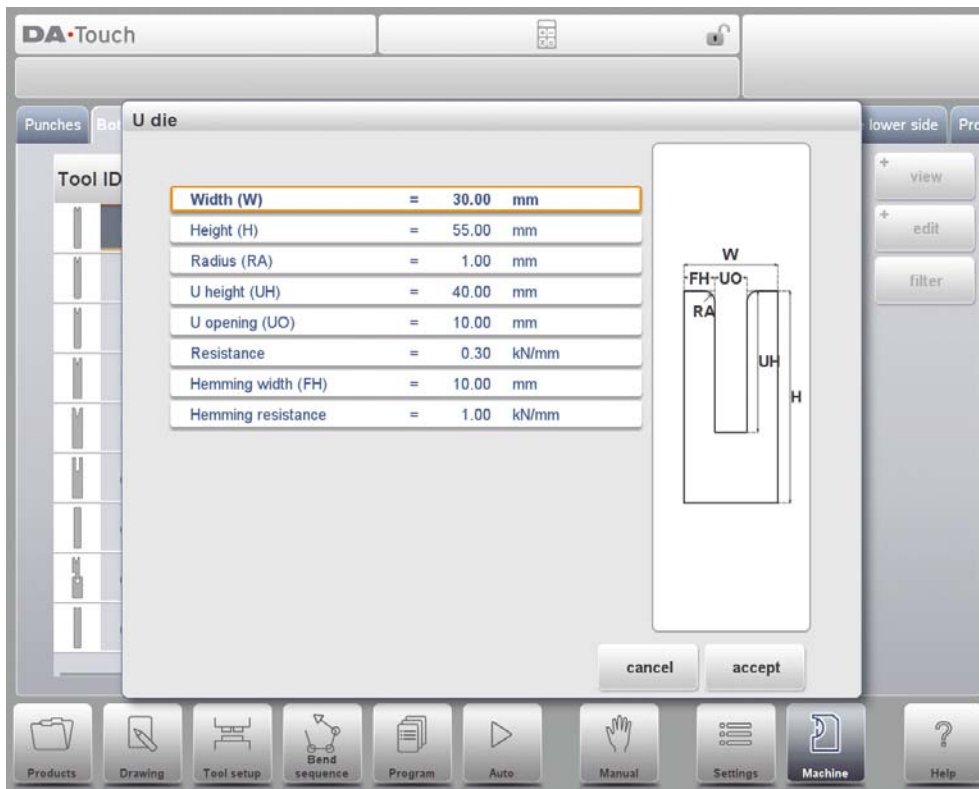 DA·Touch
Punches Bot lower side Pro
U die
Tool ID
Width (W) = 30.00 mm
Height (H) = 55.00 mm
Radius (RA) = 1.00 mm
U height (UH) = 40.00 mm
U opening (UO) = 10.00 mm
Resistance = 0.30 kN/mm
Hemming width (FH) = 10.00 mm
Hemming resistance = 1.00 kN/mm
W
FH UO
RA
UH
H
+ view
+ edit
filter
cancel accept
Products Drawing Tool setup Bend sequence Program Auto Manual Settings Machine Help